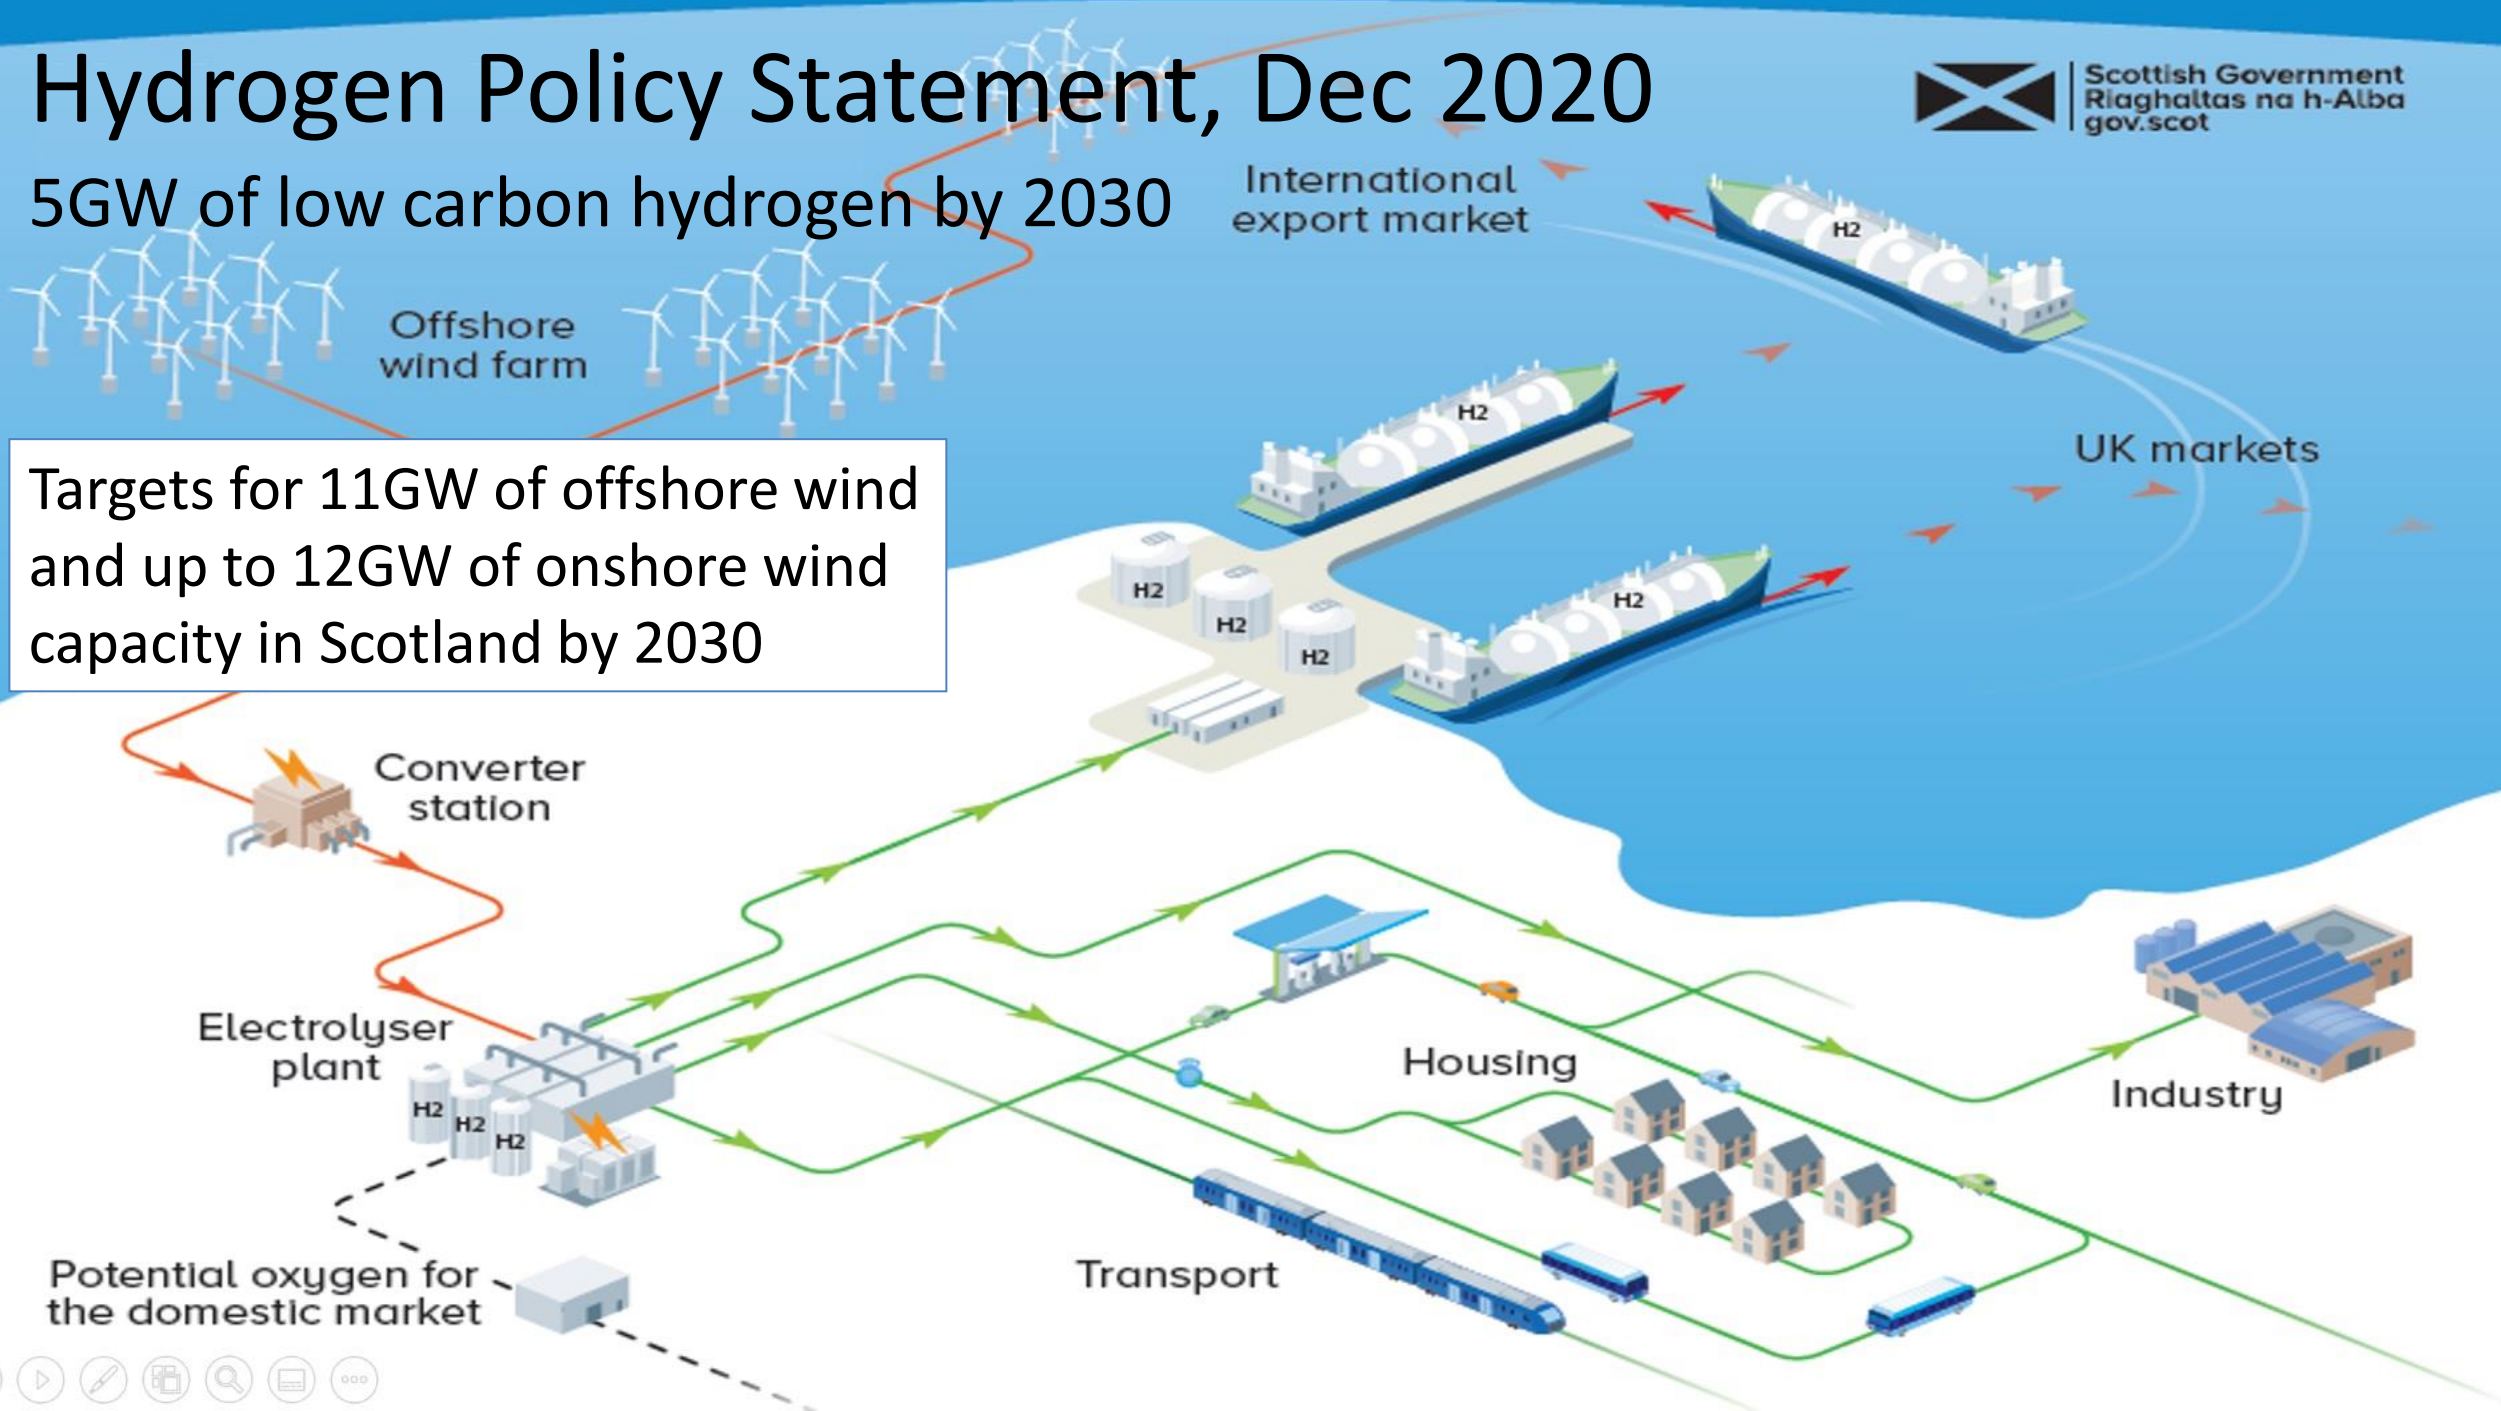 Hydrogen Policy Statement, Dec 2020
Scottish Government
Riaghaltas na h-Alba
gov.scot
5GW of low carbon hydrogen by 2030
International
export market
H2
Offshore
wind farm
H2
UK markets
Targets for 11GW of offshore wind
and up to 12GW of onshore wind
capacity in Scotland by 2030
H2
H2
H2
H2
Converter
station
Electrolyser
plant
H2
H2
H2
Housing
Industry
Potential oxygen for
the domestic market
Transport